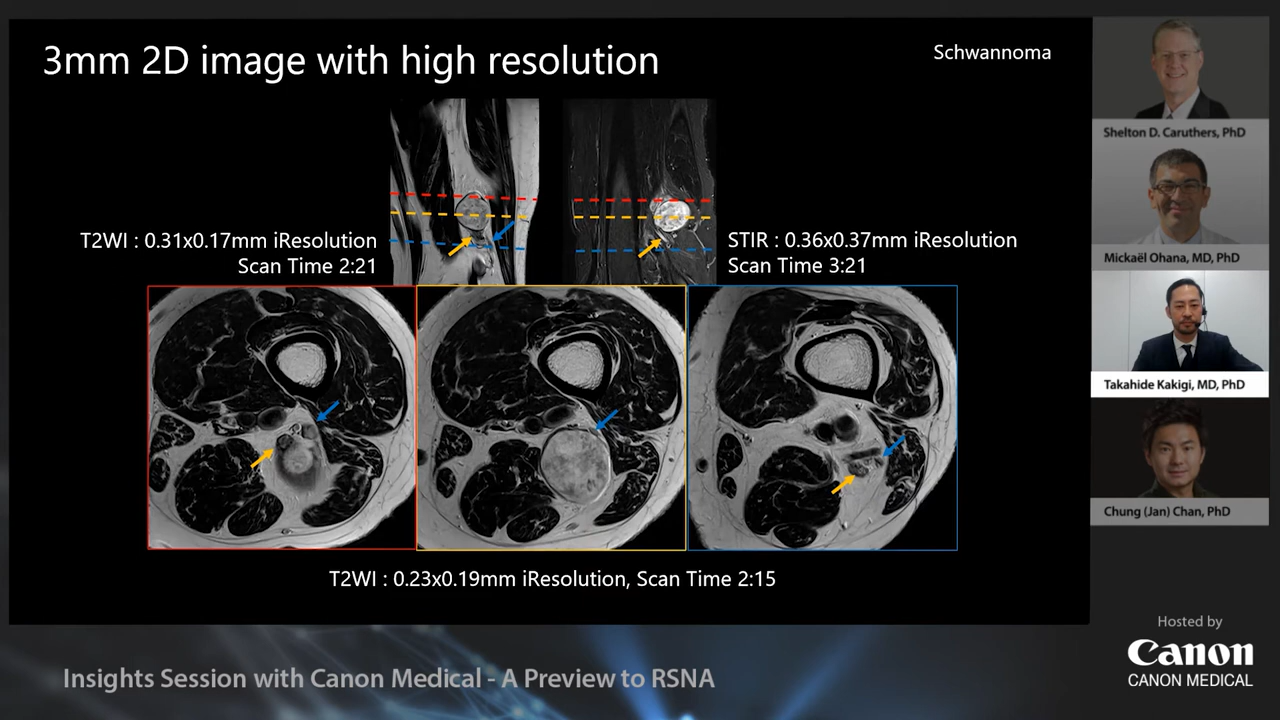 3mm 2D image with high resolution
Schwannoma
T2WI : 0.31x0.17mm iResolution
Scan Time 2:21
STIR : 0.36x0.37mm iResolution
Scan Time 3:21
T2WI : 0.23x0.19mm iResolution, Scan Time 2:15
Shelton D. Caruthers, PhD
Mickaël Ohana, MD, PhD
Takahide Kakigi, MD, PhD
Chung (Jan) Chan, PhD
Insights Session with Canon Medical - A Preview to RSNA
Hosted by
Canon
CANON MEDICAL